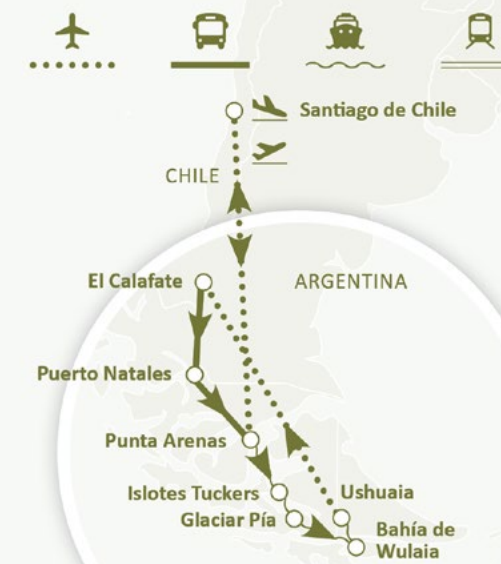 Santiago de Chile
CHILE
El Calafate
ARGENTINA
Puerto Natales
Punta Arenas
Islotes Tuckers
Ushuaia
Glaciar Pía
Bahía de
Wulaia